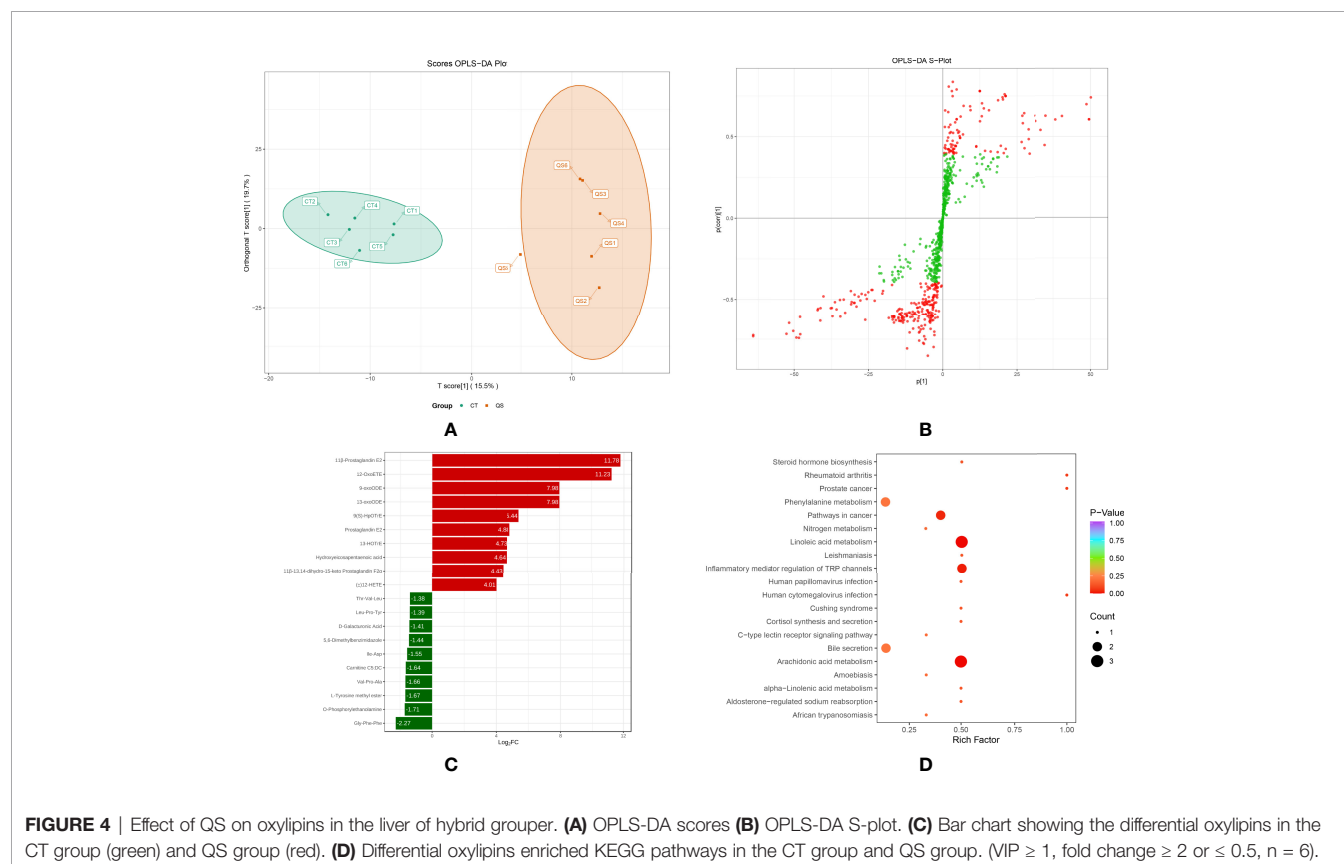 Scores OPLS-DA Plot
Orthogonal T score[1] ( 19.7% )
25
0
-25
CT2
CT4
CT1
CT3
CT5
CT6
QS6
QS3
QS4
QS1
QS5
QS2
-20
-10
0
10
T score[1] ( 15.5% )
Group CT QS
A
OPLS-DA S-Plot
p(corr)[1]
0.5
0.0
-0.5
-50
-25
0
25
50
p[1]
B
11β-Prostaglandin E2 11.78
12-OxoETE 11.23
9-oxoODE 7.98
13-oxoODE 7.98
9(S)-HpOTrE 5.44
Prostaglandin E2
13-HOTrE 4.73
Hydroxyeicosapentaenoic acid 4.64
11β-13,14-dihydro-15-keto Prostaglandin F2α 4.43
(±)12-HETE 4.01
Thr-Val-Leu -1.38
Leu-Pro-Tyr -1.39
D-Galacturonic Acid -1.41
5,6-Dimethylbenzimidazole -1.44
Ile-Asp -1.55
Carnitine C5-DC -1.64
Val-Pro-Ala -1.66
L-Tyrosine methyl ester -1.67
O-Phosphorylethanolamine -1.71
Gly-Phe-Phe -2.27
0
4
8
12
Log2FC
C
Steroid hormone biosynthesis
Rheumatoid arthritis
Prostate cancer
Phenylalanine metabolism
Pathways in cancer
Nitrogen metabolism
Linoleic acid metabolism
Leishmaniasis
Inflammatory mediator regulation of TRP channels
Human papillomavirus infection
Human cytomegalovirus infection
Cushing syndrome
Cortisol synthesis and secretion
C-type lectin receptor signaling pathway
Bile secretion
Arachidonic acid metabolism
Amoebiasis
alpha-Linolenic acid metabolism
Aldosterone-regulated sodium reabsorption
African trypanosomiasis
0.25
0.50
0.75
1.00
Rich Factor
P-Value
1.00
0.75
0.50
0.25
0.00
Count
1
2
3
D
FIGURE 4 | Effect of QS on oxylipins in the liver of hybrid grouper. (A) OPLS-DA scores (B) OPLS-DA S-plot. (C) Bar chart showing the differential oxylipins in the
CT group (green) and QS group (red). (D) Differential oxylipins enriched KEGG pathways in the CT group and QS group. (VIP ≥ 1, fold change ≥ 2 or ≤ 0.5, n = 6).